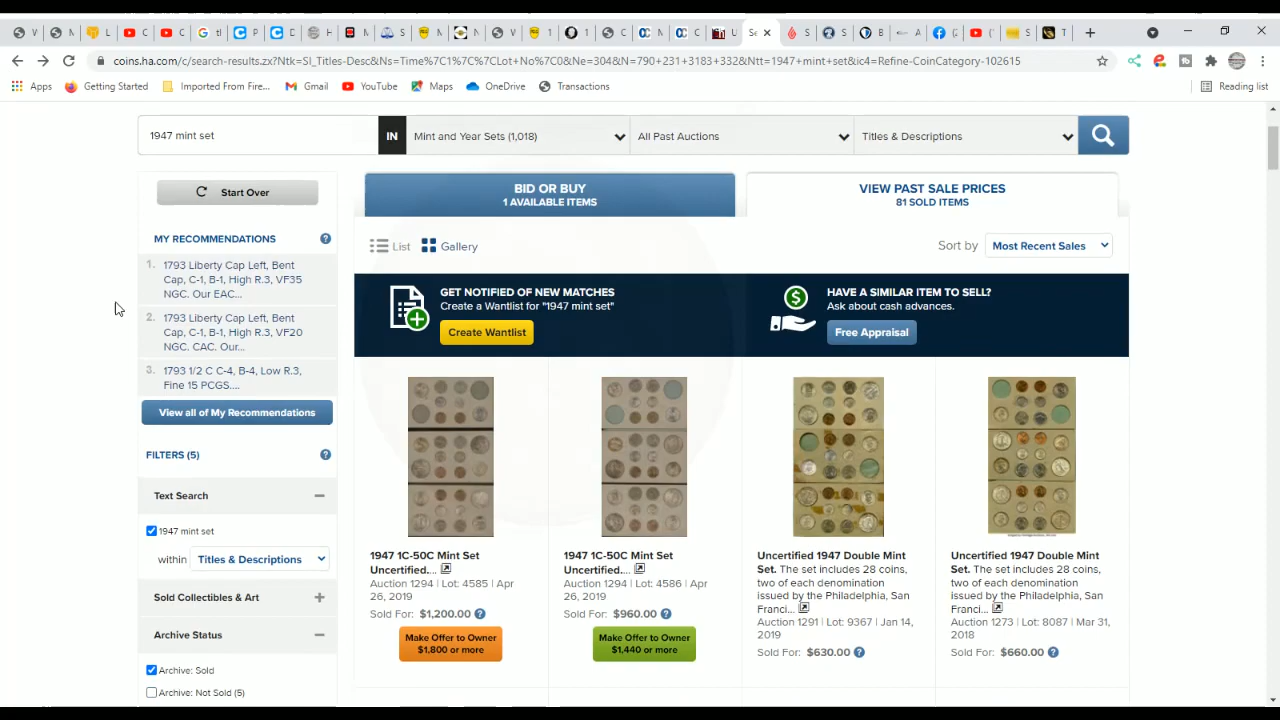 coins.ha.com/c/search-results.zx?Ntk=SI_Titles-Desc&Ns=Time%7C1%7C9%7CLot+No%7C0&Ne=304&N=790+231+3183+332&Ntt=1947+mint+set&ic4=Refine-CoinCategory-102615
Apps Getting Started Imported From Fire... Gmail YouTube Maps OneDrive Transactions Reading list
1947 mint set IN Mint and Year Sets (1,018) All Past Auctions Titles & Descriptions
Start Over
BID OR BUY
1 AVAILABLE ITEMS
VIEW PAST SALE PRICES
81 SOLD ITEMS
MY RECOMMENDATIONS ?
List Gallery Sort by Most Recent Sales
1. 1793 Liberty Cap Left, Bent
Cap, C-1, B-1, High R.3, VF35
NGC. Our EAC...
2. 1793 Liberty Cap Left, Bent
Cap, C-1, B-1, High R.3, VF20
NGC. CAC. Our...
3. 1793 1/2 C C-4, B-4, Low R.3,
Fine 15 PCGS....
View all of My Recommendations
GET NOTIFIED OF NEW MATCHES
Create a Wantlist for "1947 mint set"
Create Wantlist
HAVE A SIMILAR ITEM TO SELL?
Ask about cash advances.
Free Appraisal
FILTERS (5) ?
Text Search
1947 mint set
within Titles & Descriptions
Sold Collectibles & Art
Archive Status
Archive: Sold
Archive: Not Sold (5)
1947 1C-50C Mint Set
Uncertified....
Auction 1294 | Lot: 4585 | Apr
26, 2019
Sold For: $1,200.00 ?
Make Offer to Owner
$1,800 or more
1947 1C-50C Mint Set
Uncertified....
Auction 1294 | Lot: 4586 | Apr
26, 2019
Sold For: $960.00 ?
Make Offer to Owner
$1,440 or more
Uncertified 1947 Double Mint
Set. The set includes 28 coins,
two of each denomination
issued by the Philadelphia, San
Franci...
Auction 1291 | Lot: 9367 | Jan 14,
2019
Sold For: $630.00 ?
Uncertified 1947 Double Mint
Set. The set includes 28 coins,
two of each denomination
issued by the Philadelphia, San
Franci...
Auction 1273 | Lot: 8087 | Mar 31,
2018
Sold For: $660.00 ?